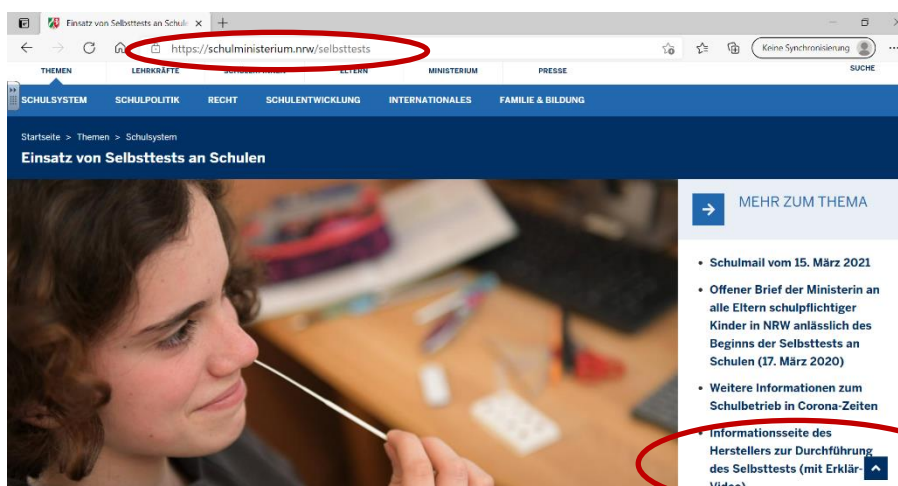 Einsatz von Selbsttests an Schule
https://schulministerium.nrw/selbsttests
Keine Synchronisierung
THEMEN LEHRKRÄFTE ELTERN MINISTERIUM PRESSE SUCHE
SCHULSYSTEM SCHULPOLITIK RECHT SCHULENTWICKLUNG INTERNATIONALES FAMILIE & BILDUNG
Startseite > Themen > Schulsystem
Einsatz von Selbsttests an Schulen
MEHR ZUM THEMA
• Schulmail vom 15. März 2021
• Offener Brief der Ministerin an
alle Eltern schulpflichtiger
Kinder in NRW anlässlich des
Beginns der Selbsttests an
Schulen (17. März 2020)
• Weitere Informationen zum
Schulbetrieb in Corona-Zeiten
• Informationsseite des
Herstellers zur Durchführung
des Selbsttests (mit Erklär-
Video)